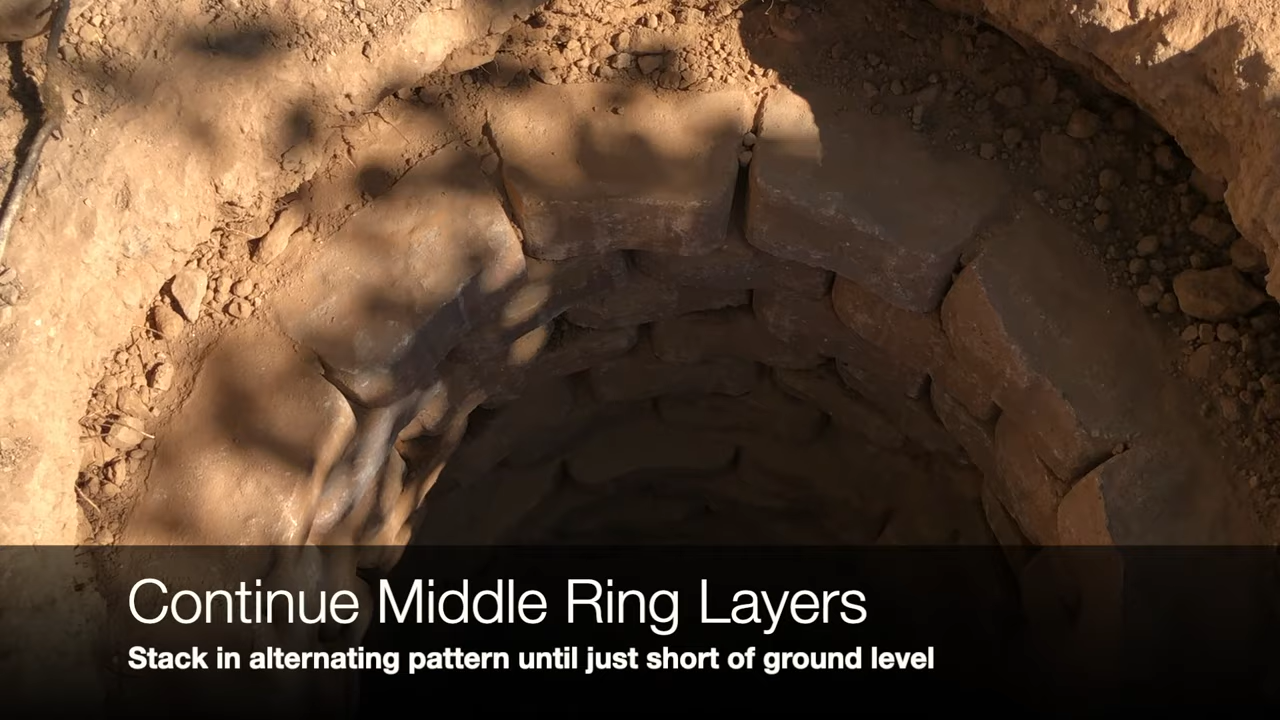 Continue Middle Ring Layers
Stack in alternating pattern until just short of ground level